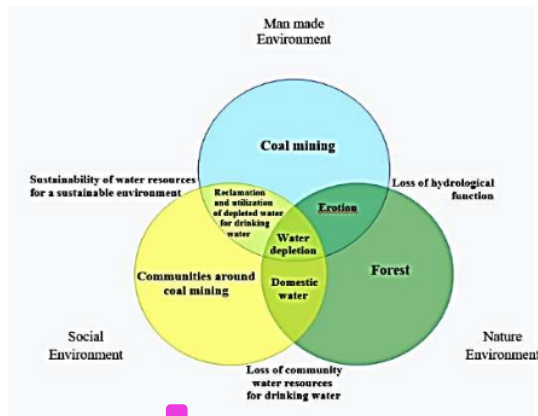 Man made
Environment
Coal mining
Sustainability of water resources
for a sustainable environment
Reclamation
and utilization
of depleted water
for drinking
water
Loss of hydrological
function
Erotion
Water
depletion
Communities around
coal mining
Domestic
water
Forest
Social
Environment
Nature
Environment
Loss of community
water resources
for drinking water